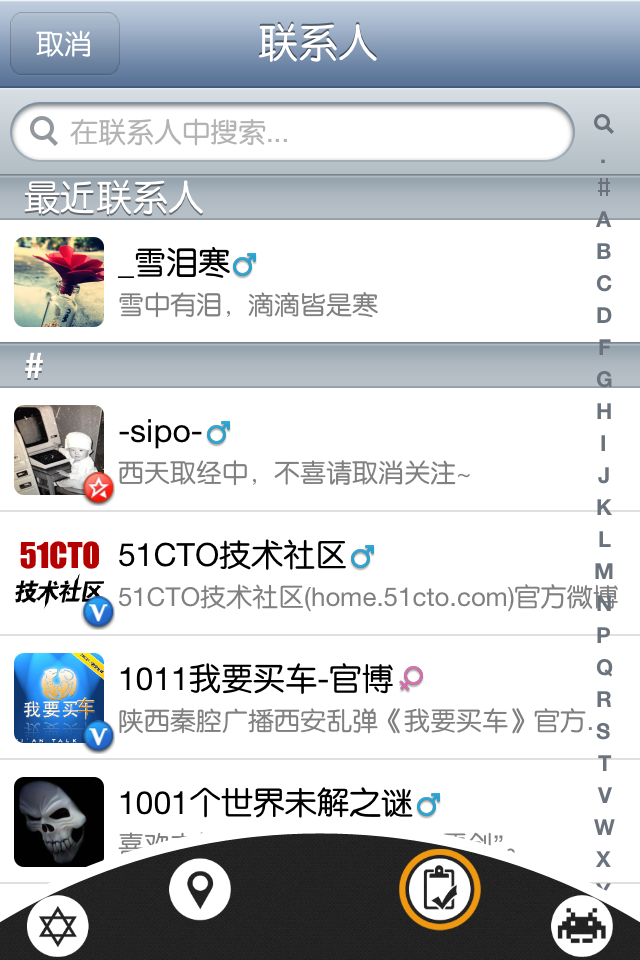 取消
联系人
在联系人中搜索...
最近联系人
_雪泪寒
雪中有泪，滴滴皆是寒
#
-sipo-
西天取经中，不喜请取消关注~
51CTO
技术社区
51CTO技术社区
51CTO技术社区(home.51cto.com)官方微博
我要买车
1011我要买车-官博
陕西秦腔广播西安乱弹《我要买车》官方.
1001个世界未解之谜
喜欢
.
#
A
B
C
D
F
G
H
I
J
K
L
M
N
P
Q
R
S
T
V
W
X